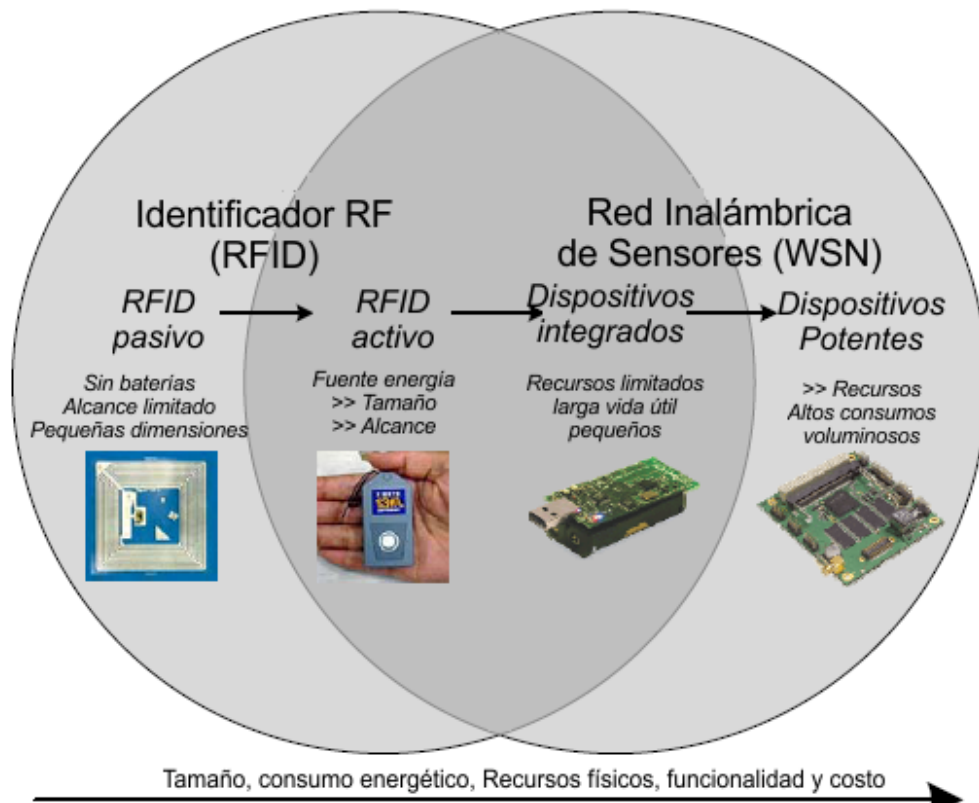 Identificador RF
(RFID)
Red Inalámbrica
de Sensores (WSN)
RFID
pasivo
RFID
activo
Dispositivos
integrados
Dispositivos
Potentes
Sin baterías
Alcance limitado
Pequeñas dimensiones
Fuente energía
>> Tamaño
>> Alcance
Recursos limitados
larga vida útil
pequeños
>> Recursos
Altos consumos
voluminosos
Tamaño, consumo energético, Recursos físicos, funcionalidad y costo